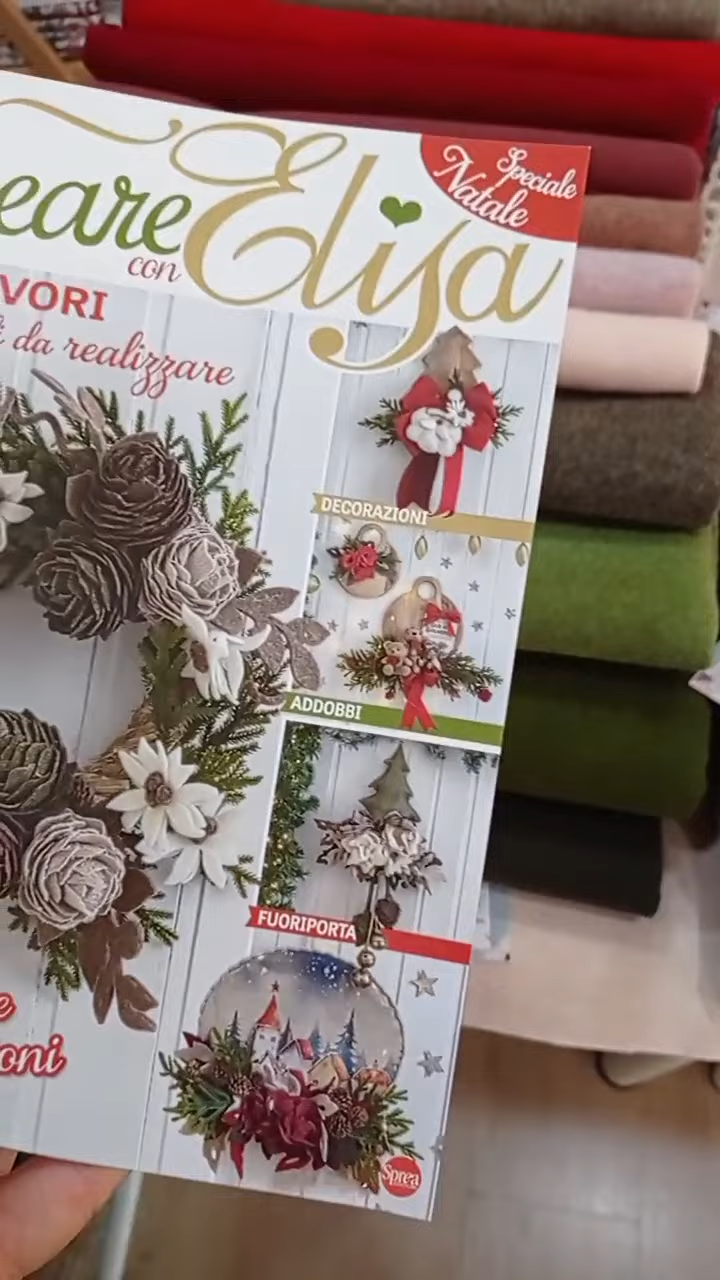 eare Elisa
con
Speciale
Natale
VORI
da realizzare
DECORAZIONI
ADDOBBI
FUORIPORTA
e
oni
Sprea